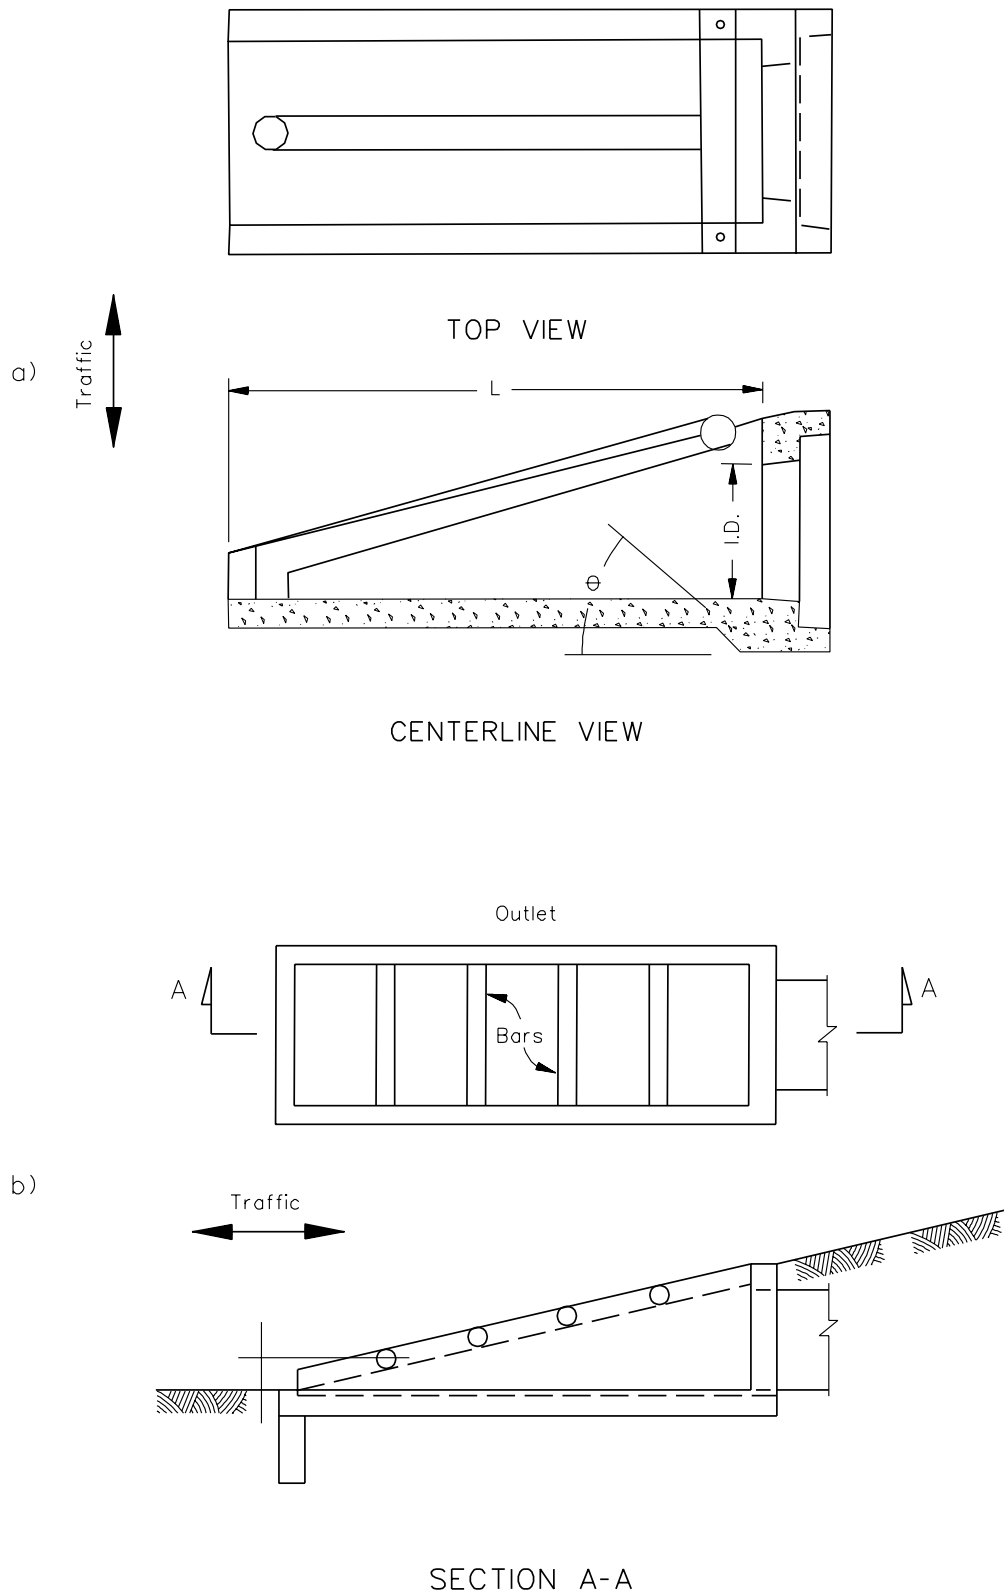 TOP VIEW
a)
Traffic
L
I.D.
Θ
CENTERLINE VIEW
Outlet
A
A
Bars
b)
Traffic
SECTION A-A